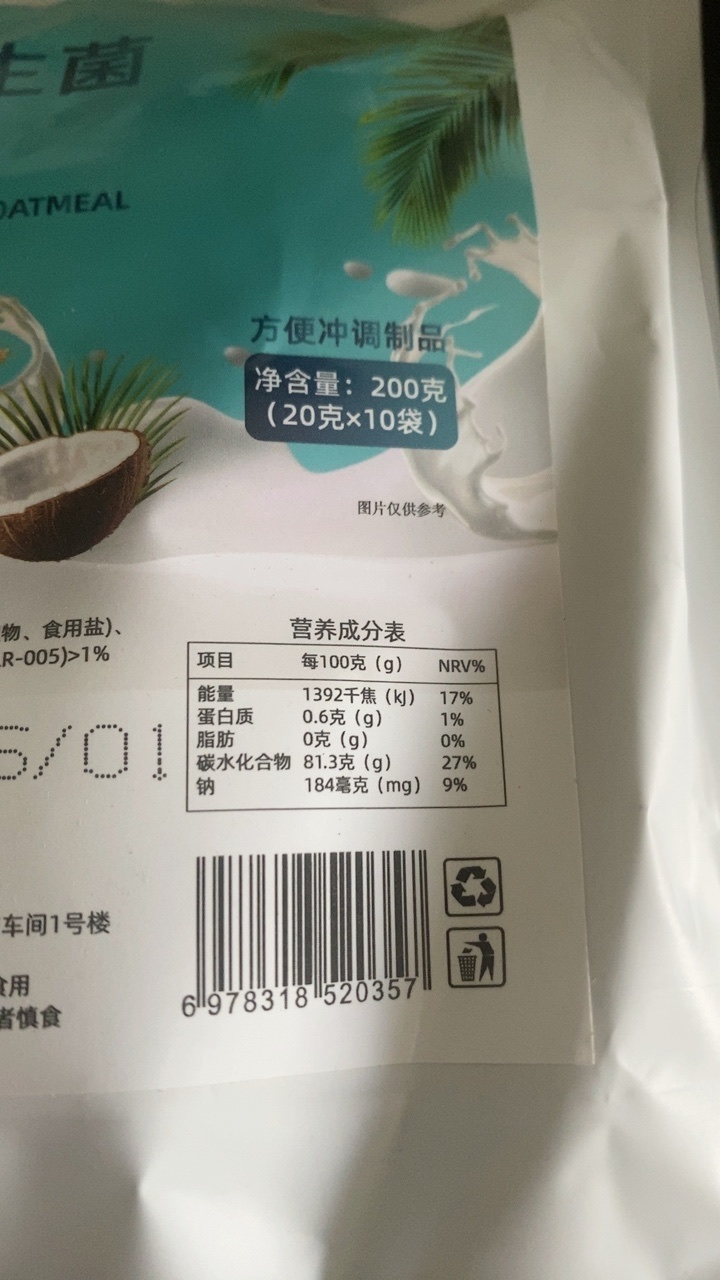 生菌
OATMEAL
方便冲调制品
净含量：200克
（20克×10袋）
图片仅供参考
物、食用盐)、
R-005)>1%
营养成分表
项目 每100克（g） NRV%
能量 1392千焦（kJ） 17%
蛋白质 0.6克（g） 1%
脂肪 0克（g） 0%
碳水化合物 81.3克（g） 27%
钠 184毫克（mg） 9%
5/01
车间1号楼
食用
者慎食
6 978318 520357